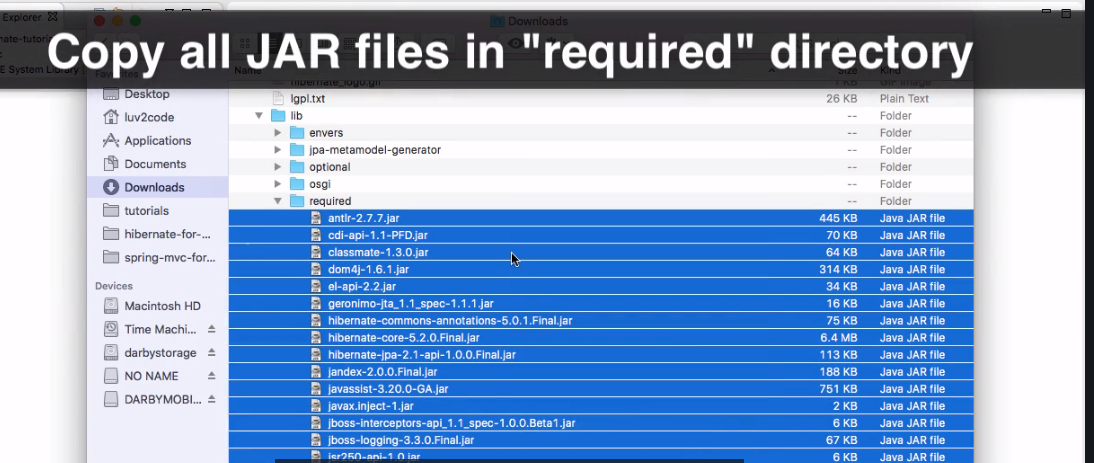 Explorer
Downloads
Copy all JAR files in "required" directory
nate-tutor
E System Library
Favorites
Name
Size
Kind
hibernate_logo.gif
1 KB
GIF image
Desktop
lgpl.txt
26 KB
Plain Text
luv2code
lib
--
Folder
envers
--
Folder
Applications
jpa-metamodel-generator
--
Folder
Documents
optional
--
Folder
Downloads
osgi
--
Folder
required
--
Folder
tutorials
antlr-2.7.7.jar
445 KB
Java JAR file
hibernate-for-...
cdi-api-1.1-PFD.jar
70 KB
Java JAR file
spring-mvc-for...
classmate-1.3.0.jar
64 KB
Java JAR file
dom4j-1.6.1.jar
314 KB
Java JAR file
Devices
el-api-2.2.jar
34 KB
Java JAR file
Macintosh HD
geronimo-jta_1.1_spec-1.1.1.jar
16 KB
Java JAR file
Time Machi...
hibernate-commons-annotations-5.0.1.Final.jar
75 KB
Java JAR file
hibernate-core-5.2.0.Final.jar
6.4 MB
Java JAR file
darbystorage
hibernate-jpa-2.1-api-1.0.0.Final.jar
113 KB
Java JAR file
NO NAME
jandex-2.0.0.Final.jar
188 KB
Java JAR file
javassist-3.20.0-GA.jar
751 KB
Java JAR file
DARBYMOBI...
javax.inject-1.jar
2 KB
Java JAR file
jboss-interceptors-api_1.1_spec-1.0.0.Beta1.jar
6 KB
Java JAR file
jboss-logging-3.3.0.Final.jar
67 KB
Java JAR file
jsr250-api-1.0.jar
6 KB
Java JAR file